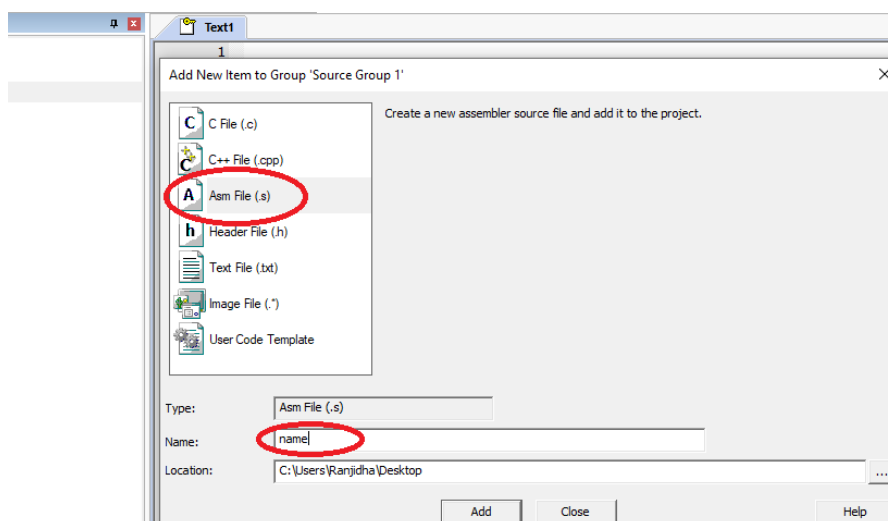 Text1
1
Add New Item to Group 'Source Group 1'
C File (.c)
Create a new assembler source file and add it to the project.
C++ File (.cpp)
Asm File (.s)
Header File (.h)
Text File (.txt)
Image File (.*)
User Code Template
Type: Asm File (.s)
Name: name
Location: C:\Users\Ranjidha\Desktop ...
Add Close Help